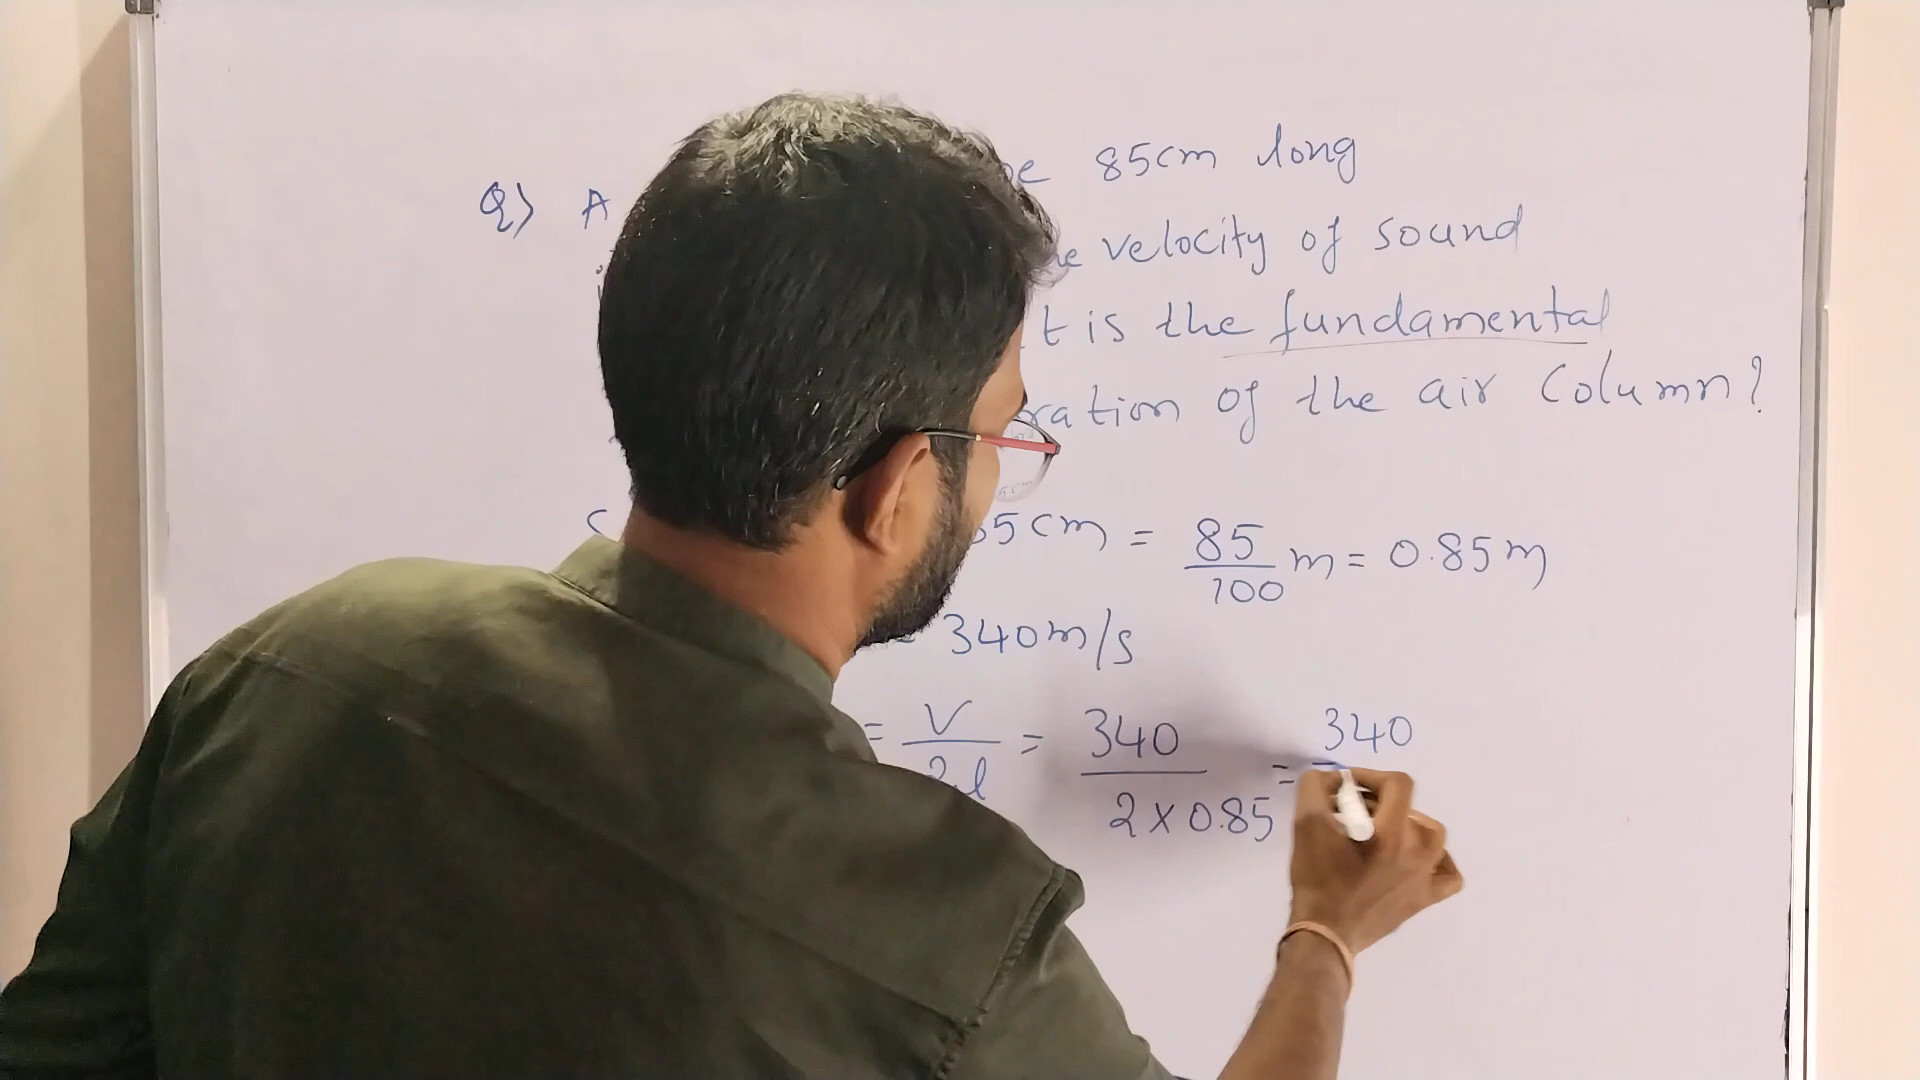 Q) A 85cm long
velocity of sound
is the fundamental
of the air column?
5cm = 85/100 m = 0.85m
= 340m/s
= V/2l = 340/2×0.85 = 340